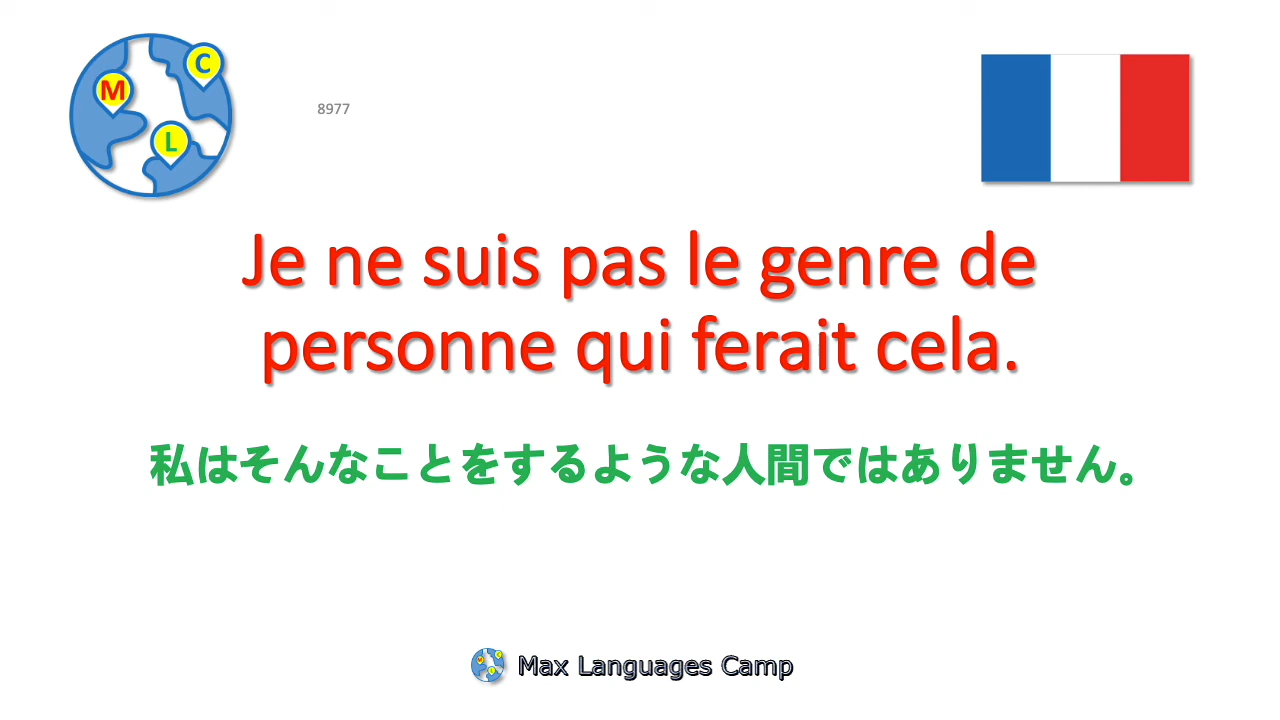 C
M
8977
L
Je ne suis pas le genre de
personne qui ferait cela.
私はそんなことをするような人間ではありません。
Max Languages Camp